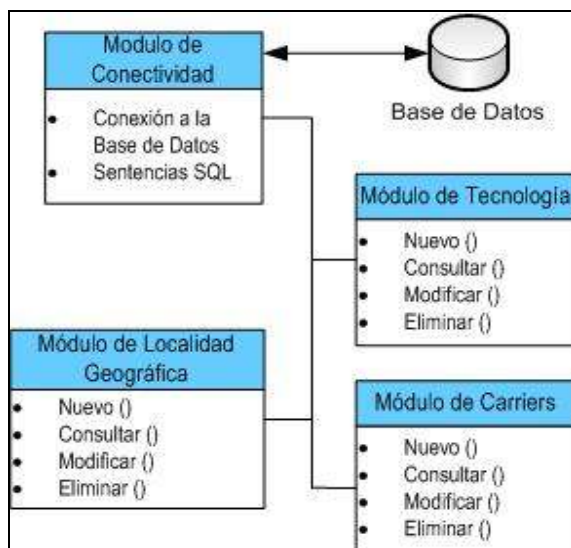 Modulo de
Conectividad
• Conexión a la
Base de Datos
• Sentencias SQL
Base de Datos
Módulo de Tecnología
• Nuevo ()
• Consultar ()
• Modificar ()
• Eliminar ()
Módulo de Localidad
Geográfica
• Nuevo ()
• Consultar ()
• Modificar ()
• Eliminar ()
Módulo de Carriers
• Nuevo ()
• Consultar ()
• Modificar ()
• Eliminar ()